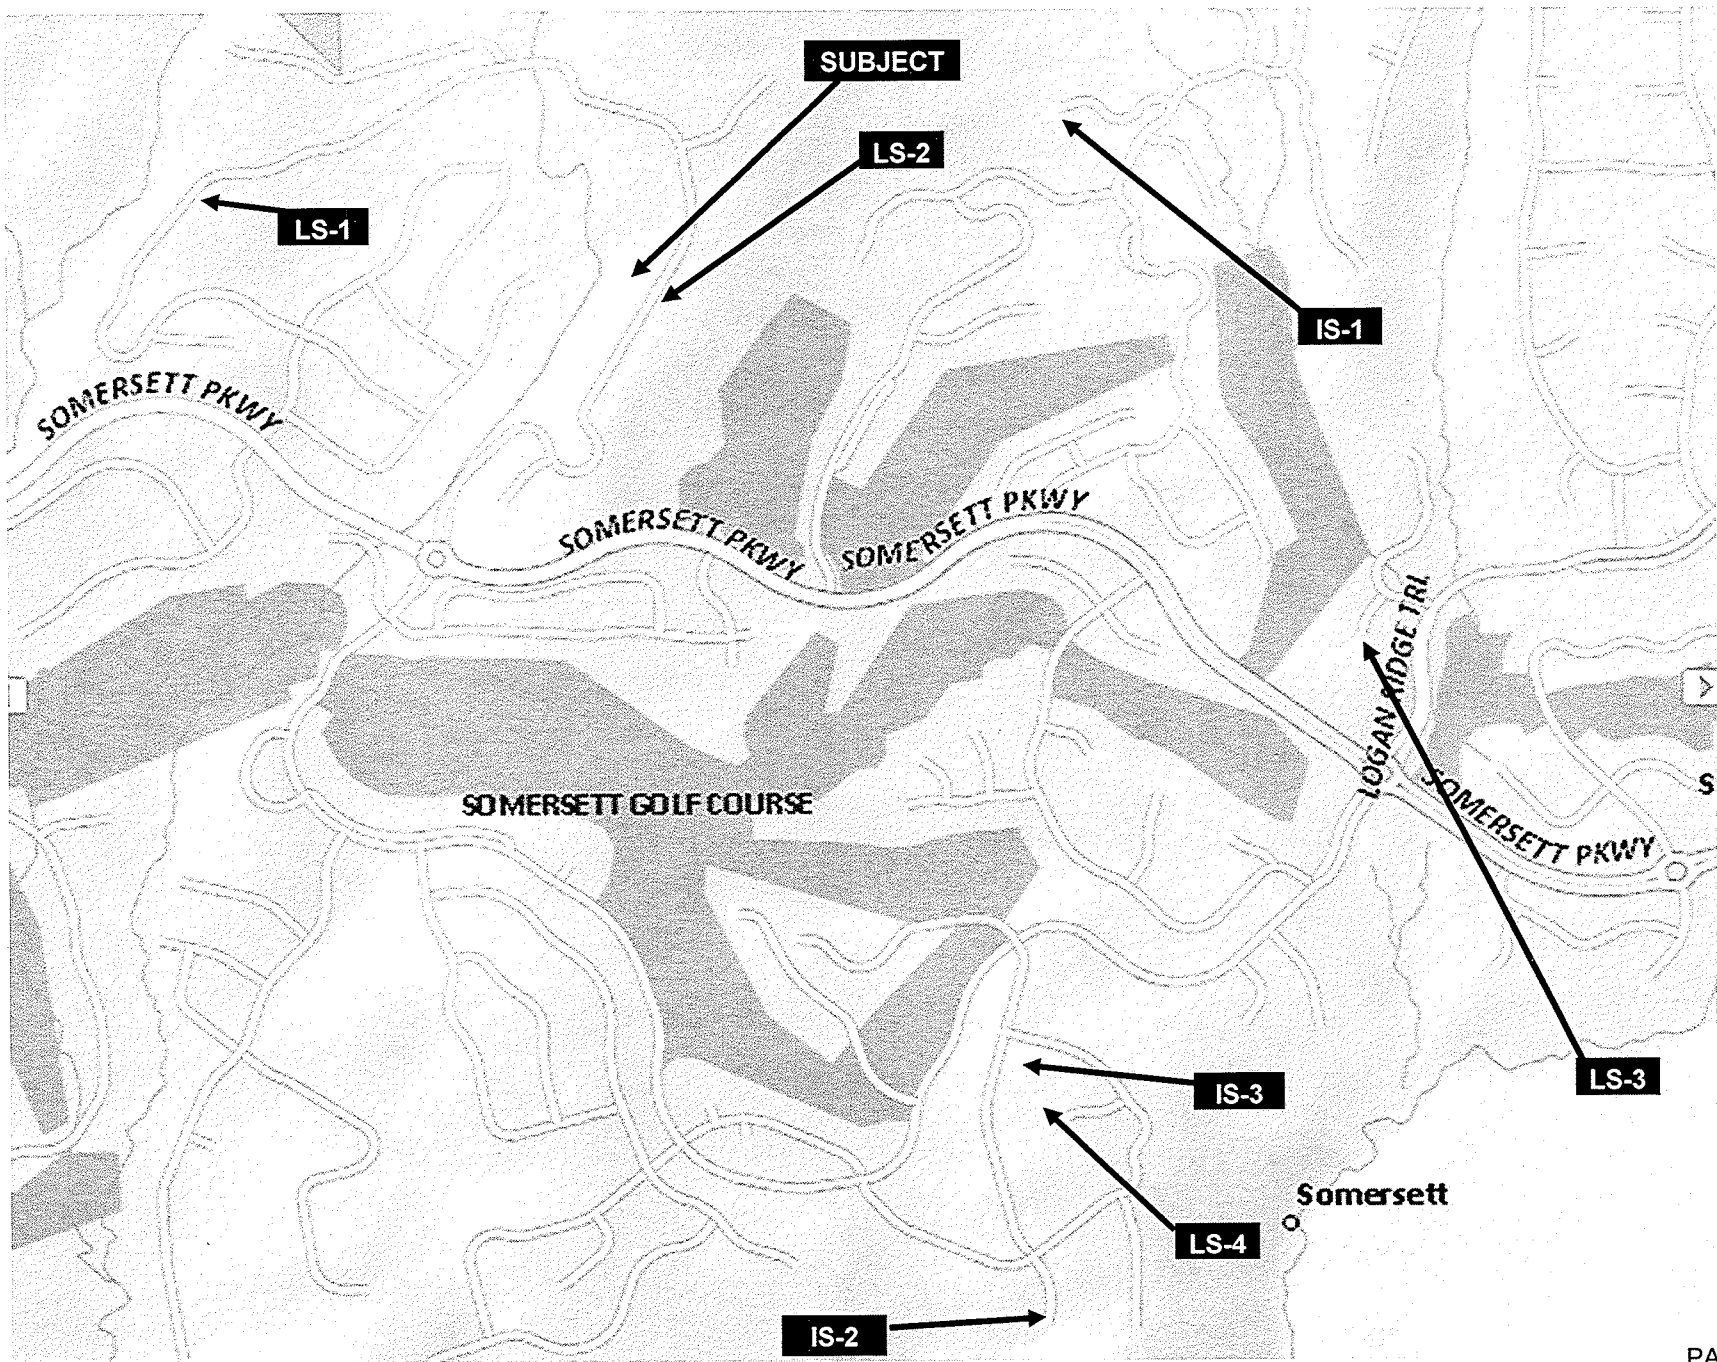 SUBJECT
LS-2
LS-1
IS-1
SOMERSETT PKWY
SOMERSETT PKWY
SOMERSETT PKWY
LOGAN RIDGE TRL
SOMERSETT PKWY
S
SOMERSETT GOLF COURSE
IS-3
LS-3
Somersett
LS-4
IS-2
PA